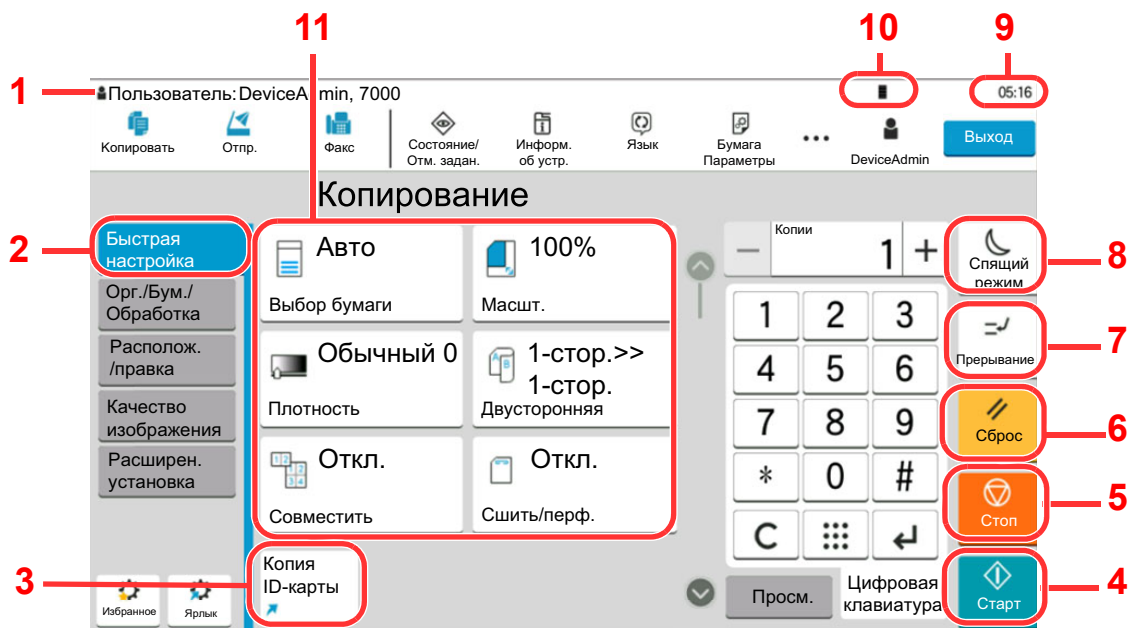 11
10
9
1
Пользователь: DeviceAdmin, 7000
05:16
Копировать
Отпр.
Факс
Состояние/
Отм. задан.
Информ.
об устр.
Язык
Бумага
Параметры
DeviceAdmin
Выход
Копирование
2
Быстрая
настройка
Орг./Бум./
Обработка
Располож.
/правка
Качество
изображения
Расширен.
установка
Авто
Выбор бумаги
100%
Масшт.
Обычный 0
Плотность
1-стор.>>
1-стор.
Двусторонняя
Откл.
Совместить
Откл.
Сшить/перф.
Копии
— 1 +
1 2 3
4 5 6
7 8 9
* 0 #
C
Спящий
режим
8
Прерывание
7
Сброс
6
Стоп
5
3
Копия
ID-карты
Избранное
Ярлык
Просм.
Цифровая
клавиатура
Старт
4